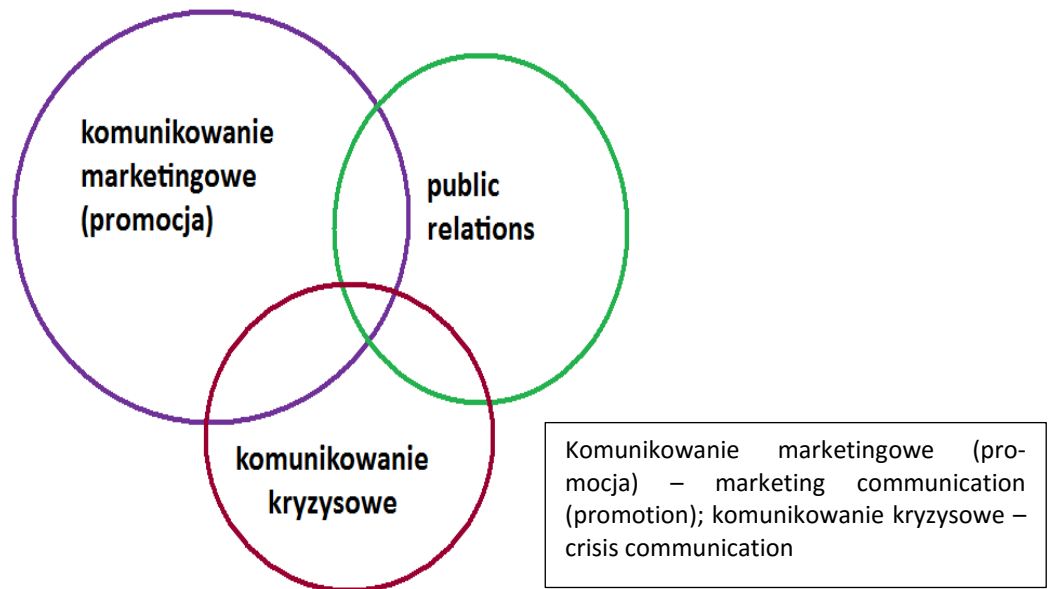 komunikowanie
marketingowe
(promocja)
public
relations
komunikowanie
kryzysowe
Komunikowanie marketingowe (pro-
mocja) – marketing communication
(promotion); komunikowanie kryzysowe –
crisis communication